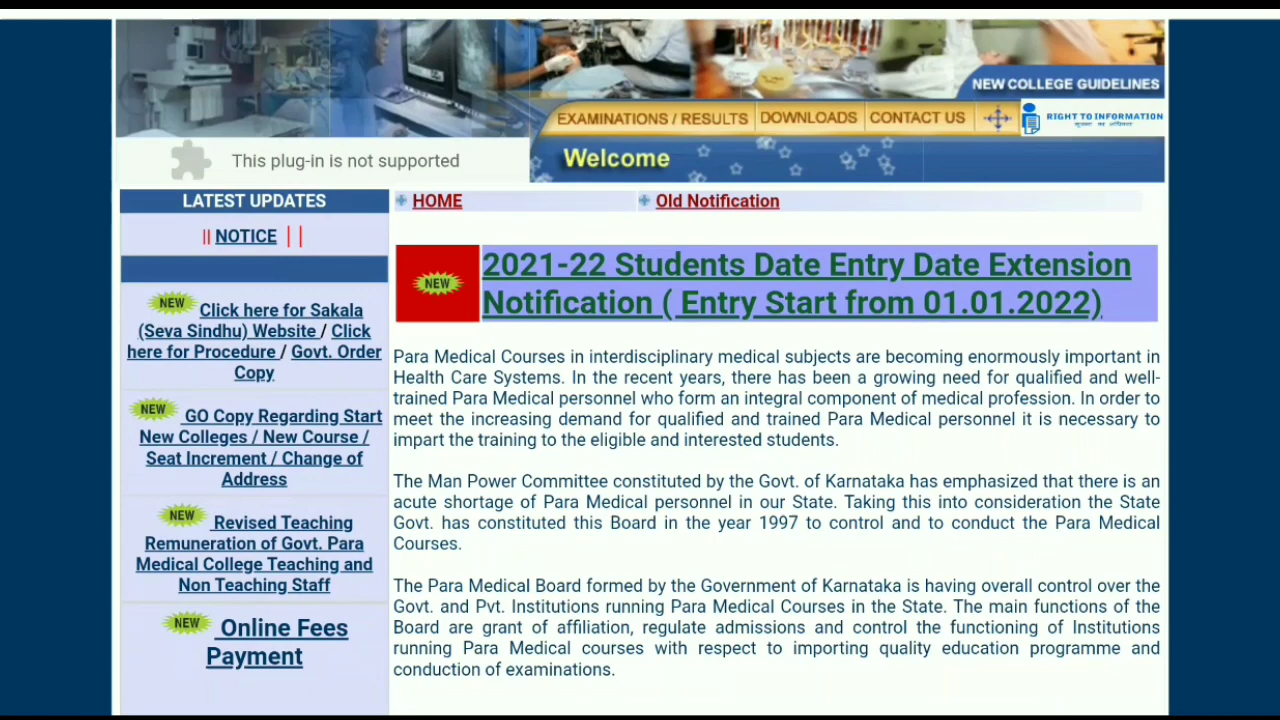 NEW COLLEGE GUIDELINES
EXAMINATIONS / RESULTS
DOWNLOADS
CONTACT US
RIGHT TO INFORMATION
This plug-in is not supported
Welcome
LATEST UPDATES
|| NOTICE ||
NEW Click here for Sakala
(Seva Sindhu) Website / Click
here for Procedure / Govt. Order
Copy
NEW GO Copy Regarding Start
New Colleges / New Course /
Seat Increment / Change of
Address
NEW Revised Teaching
Remuneration of Govt. Para
Medical College Teaching and
Non Teaching Staff
NEW Online Fees
Payment
HOME
Old Notification
NEW
2021-22 Students Date Entry Date Extension
Notification ( Entry Start from 01.01.2022)
Para Medical Courses in interdisciplinary medical subjects are becoming enormously important in
Health Care Systems. In the recent years, there has been a growing need for qualified and well-
trained Para Medical personnel who form an integral component of medical profession. In order to
meet the increasing demand for qualified and trained Para Medical personnel it is necessary to
impart the training to the eligible and interested students.
The Man Power Committee constituted by the Govt. of Karnataka has emphasized that there is an
acute shortage of Para Medical personnel in our State. Taking this into consideration the State
Govt. has constituted this Board in the year 1997 to control and to conduct the Para Medical
Courses.
The Para Medical Board formed by the Government of Karnataka is having overall control over the
Govt. and Pvt. Institutions running Para Medical Courses in the State. The main functions of the
Board are grant of affiliation, regulate admissions and control the functioning of Institutions
running Para Medical courses with respect to importing quality education programme and
conduction of examinations.